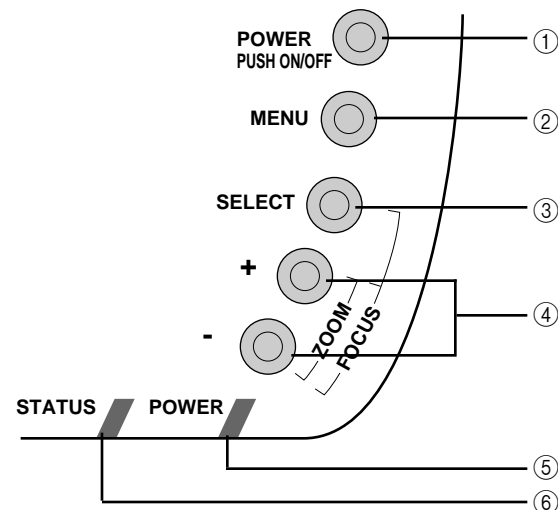 POWER
PUSH ON/OFF
①
MENU
②
SELECT
③
+
-
④
ZOOM
FOCUS
STATUS
POWER
⑤
⑥